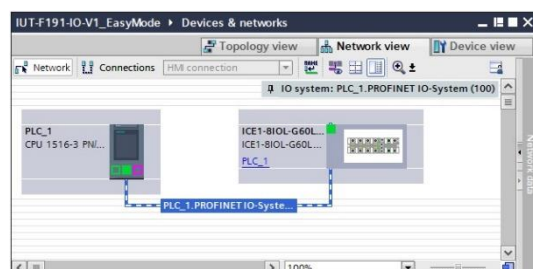 IUT-F191-IO-V1_EasyMode ▸ Devices & networks
Topology view Network view Device view
Network Connections HMI connection
IO system: PLC_1.PROFINET IO-System (100)
PLC_1
CPU 1516-3 PN/...
ICE1-8IOL-G60L...
ICE1-8IOL-G60L...
PLC_1
PLC_1.PROFINET IO-Syste...
100%
Network data